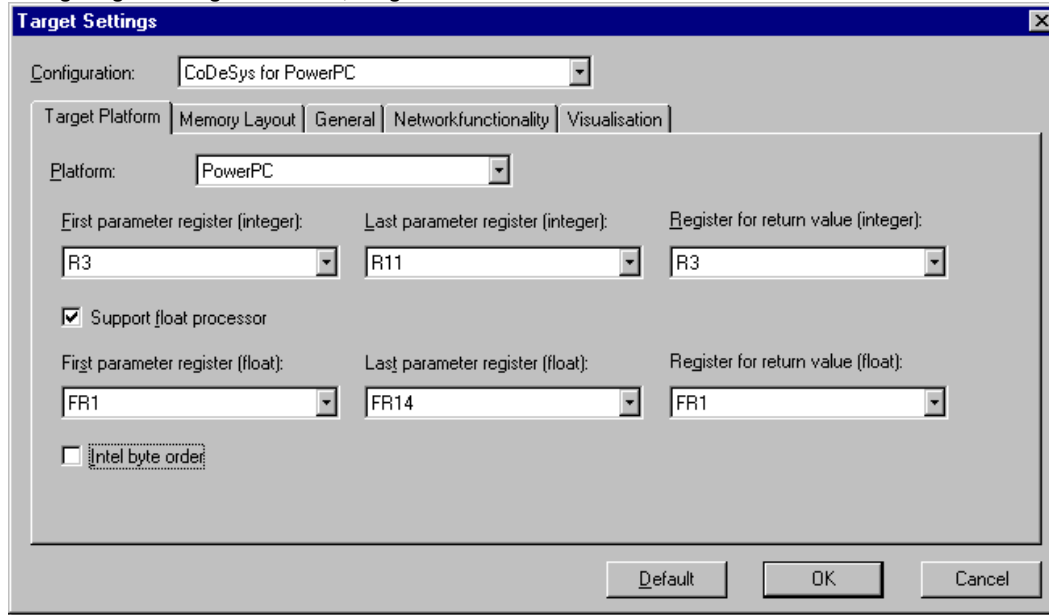 Target Settings
Configuration: CoDeSys for PowerPC
Target Platform Memory Layout General Networkfunctionality Visualisation
Platform: PowerPC
First parameter register (integer): Last parameter register (integer): Register for return value (integer):
R3 R11 R3
Support float processor
First parameter register (float): Last parameter register (float): Register for return value (float):
FR1 FR14 FR1
Intel byte order
Default OK Cancel